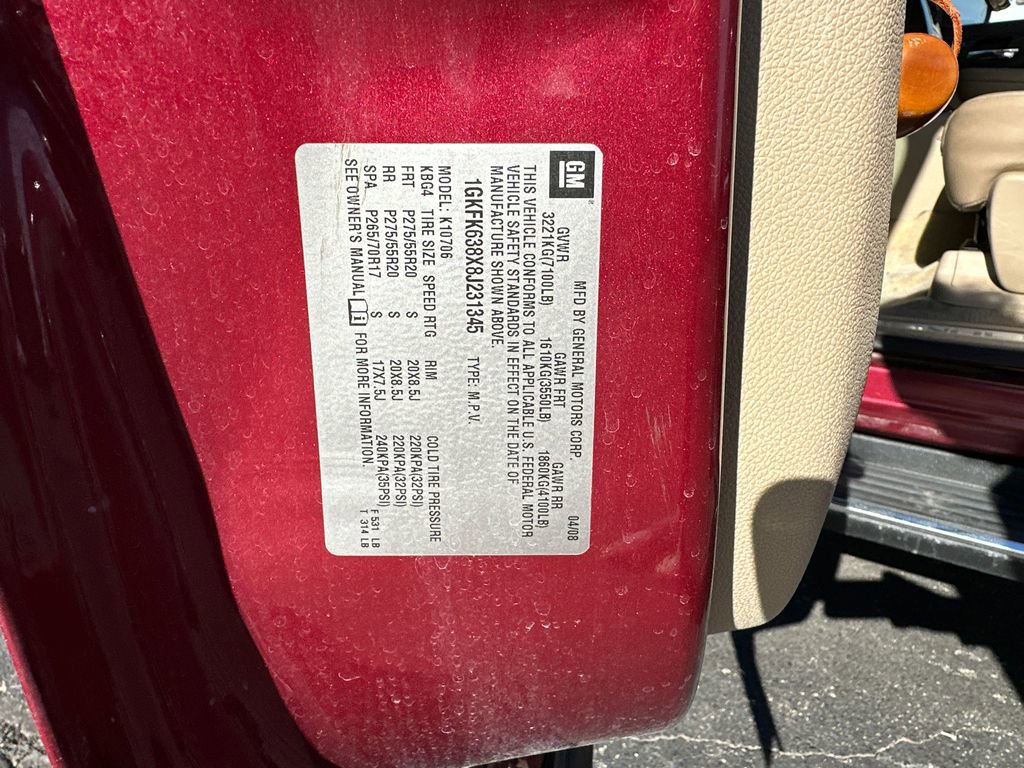 GM
MFD BY GENERAL MOTORS CORP. 04/08
GVWR GAWR FRT GAWR RR
3221KG(7100LB) 1610KG(3550LB) 1860KG(4100LB)
THIS VEHICLE CONFORMS TO ALL APPLICABLE U.S. FEDERAL MOTOR
VEHICLE SAFETY STANDARDS IN EFFECT ON THE DATE OF
MANUFACTURE SHOWN ABOVE.
1GKFK638X8J231345 TYPE: M.P.V.
MODEL: K10706
KBG4 TIRE SIZE SPEED RTG RIM COLD TIRE PRESSURE
FRT P275/55R20 S 20X8.5J 220KPA(32PSI)
RR P275/55R20 S 20X8.5J 220KPA(32PSI)
SPA P265/70R17 S 17X7.5J 240KPA(35PSI) F 531 LB
SEE OWNER'S MANUAL i FOR MORE INFORMATION. T 314 LB